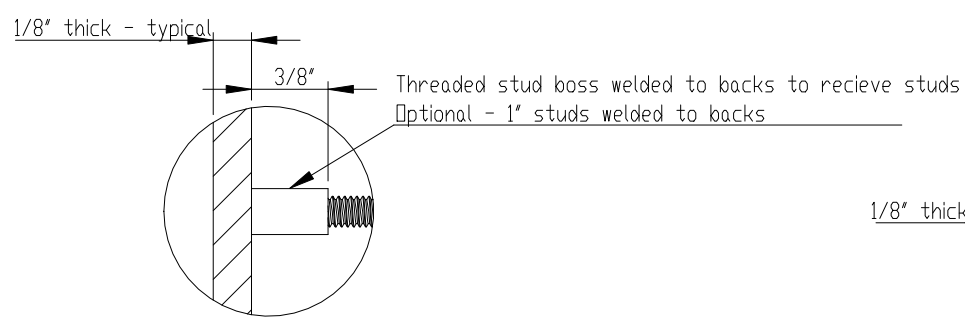 1/8" thick - typical
3/8"
Threaded stud boss welded to backs to recieve studs
Optional - 1" studs welded to backs
1/8" thick